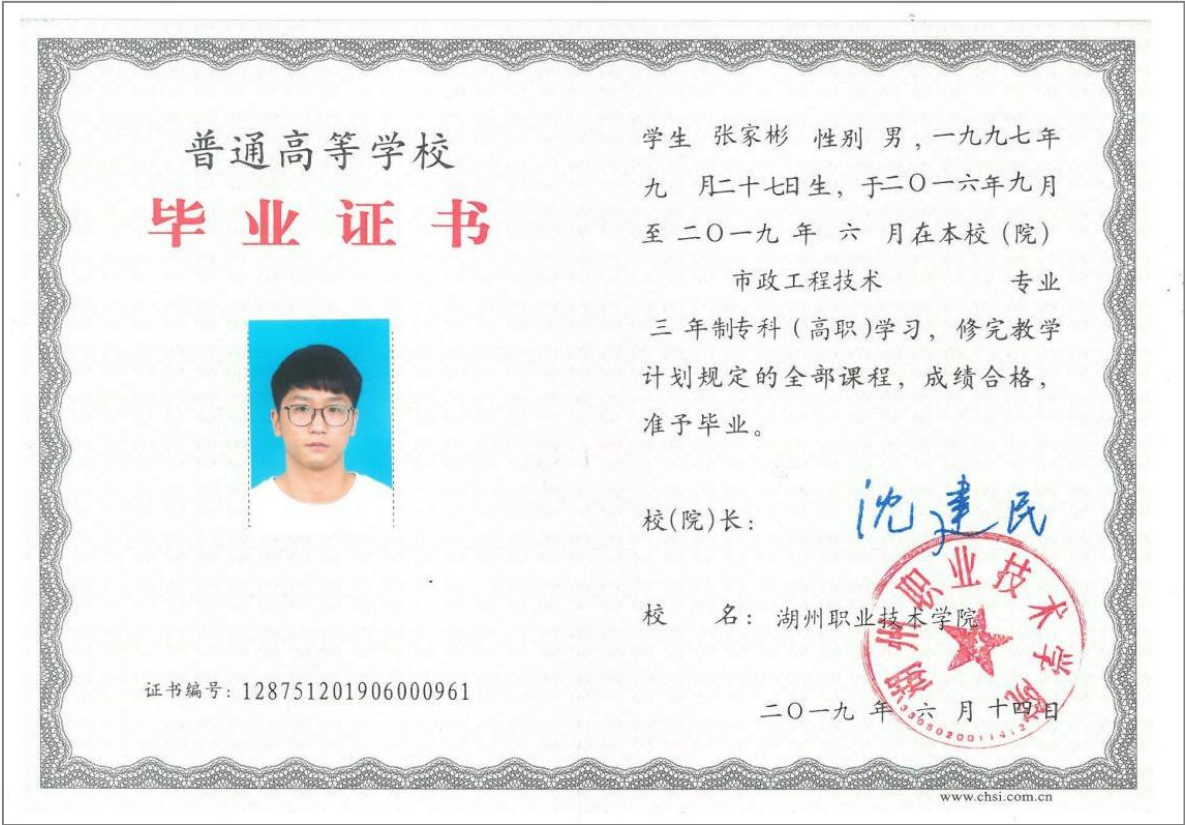 普通高等学校
毕业证书
证书编号：128751201906000961
学生 张家彬 性别 男，一九九七年
九 月二十七日生，于二〇一六年九月
至 二〇一九 年 六 月在本校（院）
市政工程技术 专业
三 年制专科（高职）学习，修完教学
计划规定的全部课程，成绩合格，
准予毕业。
校(院)长：
沈建民
校 名：湖州职业技术学院
湖州职业技术学院
二〇一九 年 六 月 十四日
www.chsi.com.cn